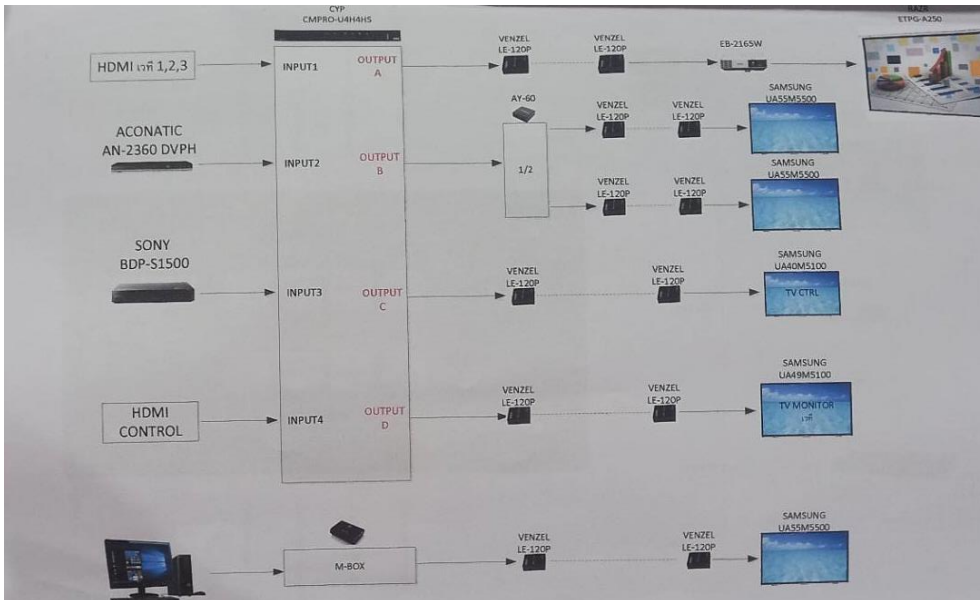 CYP
CMPRO-U4H4HS
RAZR
ETPG-A250
HDMI เวที 1,2,3
INPUT1
OUTPUT
A
VENZEL
LE-120P
VENZEL
LE-120P
EB-2165W
ACONATIC
AN-2360 DVPH
INPUT2
OUTPUT
B
AY-60
1/2
VENZEL
LE-120P
VENZEL
LE-120P
SAMSUNG
UA55M5500
VENZEL
LE-120P
VENZEL
LE-120P
SAMSUNG
UA55M5500
SONY
BDP-S1500
INPUT3
OUTPUT
C
VENZEL
LE-120P
VENZEL
LE-120P
SAMSUNG
UA40M5100
TV CTRL
HDMI
CONTROL
INPUT4
OUTPUT
D
VENZEL
LE-120P
VENZEL
LE-120P
SAMSUNG
UA49M5100
TV MONITOR
เวที
M-BOX
VENZEL
LE-120P
VENZEL
LE-120P
SAMSUNG
UA55M5500